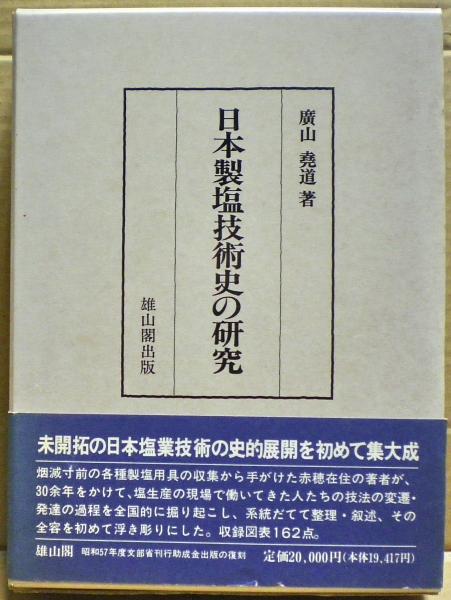 廣山 堯道 著
日本製塩技術史の研究
雄山閣出版
未開拓の日本塩業技術の史的展開を初めて集大成
烟滅寸前の各種製塩用具の収集から手がけた赤穂在住の著者が、
30余年をかけて、塩生産の現場で働いてきた人たちの技法の変遷・
発達の過程を全国的に掘り起こし、系統だてて整理・叙述、その
全容を初めて浮き彫りにした。収録図表162点。
雄山閣 昭和57年度文部省刊行助成金出版の復刻 定価20,000円(本体19,417円)